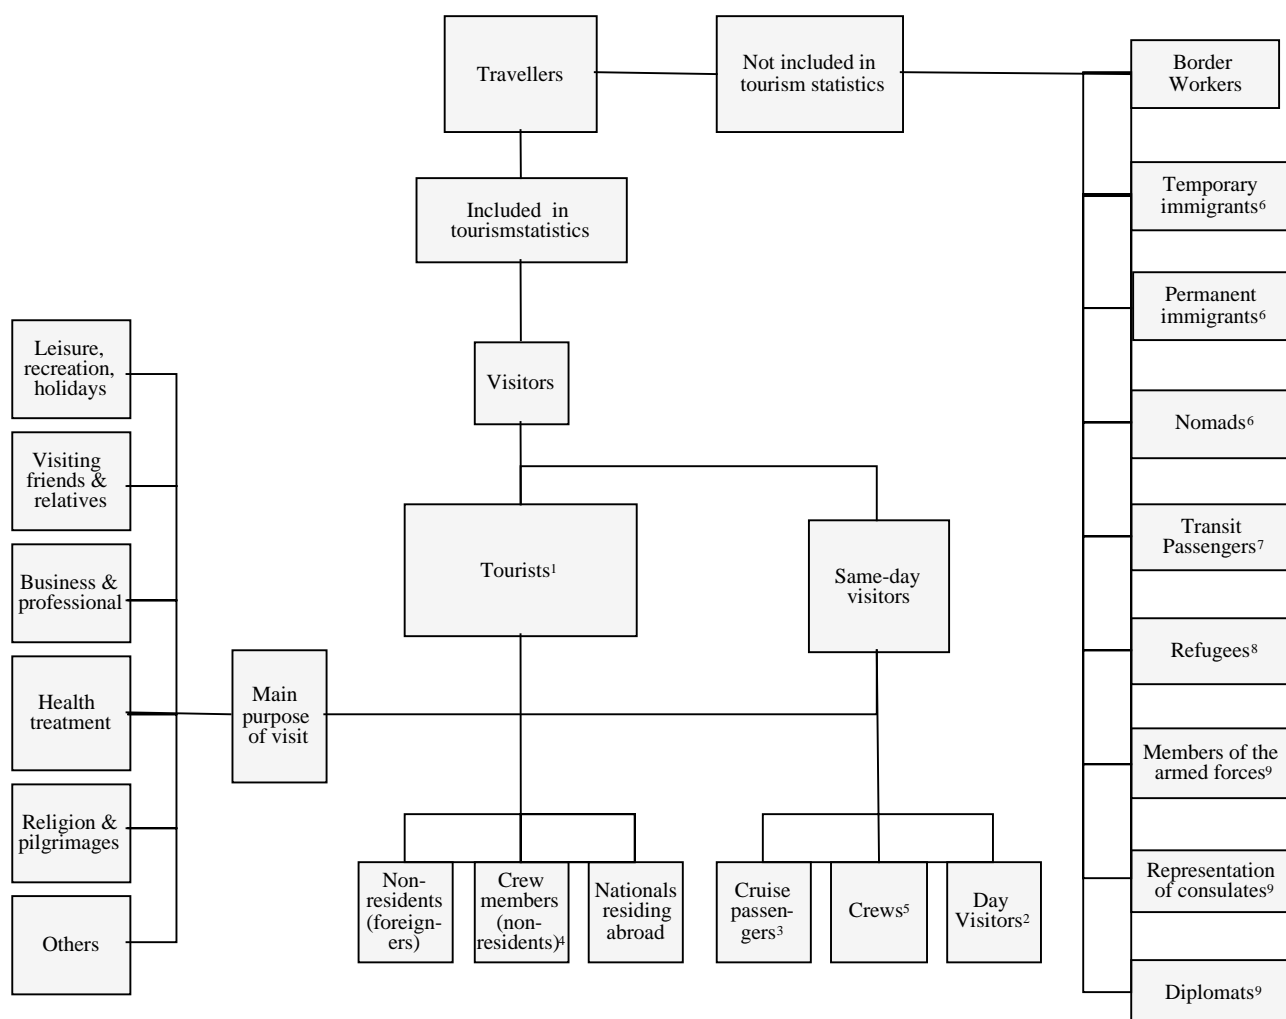 Travellers
Not included in
tourism statistics
Border
Workers
Temporary
immigrants⁶
Included in
tourismstatistics
Permanent
immigrants⁶
Leisure,
recreation,
holidays
Visitors
Nomads⁶
Visiting
friends &
relatives
Tourists¹
Same-day
visitors
Transit
Passengers⁷
Business &
professional
Refugees⁸
Health
treatment
Main
purpose
of visit
Members of the
armed forces⁹
Religion &
pilgrimages
Non-
residents
(foreign-
ers)
Crew
members
(non-
residents)⁴
Nationals
residing
abroad
Cruise
passen-
gers³
Crews⁵
Day
Visitors²
Representation
of consulates⁹
Others
Diplomats⁹